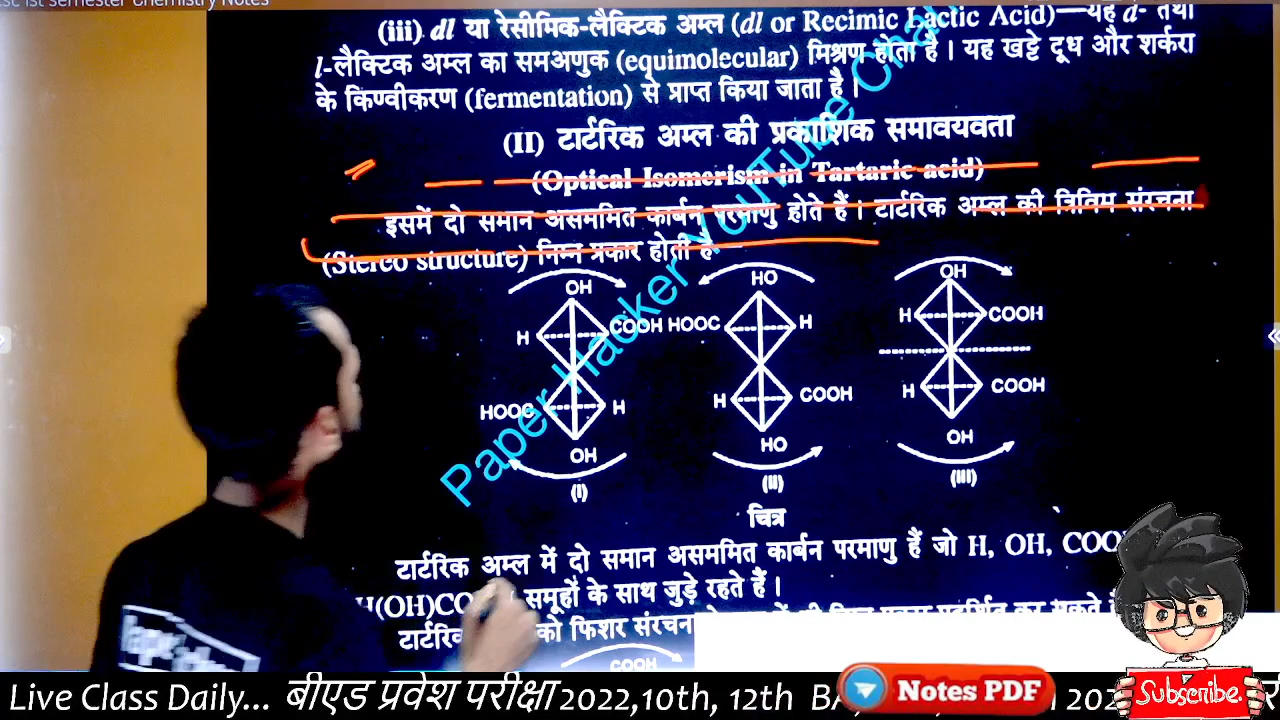 1st semester Chemistry Notes
(iii) dl या रेसीमिक-लैक्टिक अम्ल (dl or Recimic Lactic Acid)—यह d- तथा
l-लैक्टिक अम्ल का समअणुक (equimolecular) मिश्रण होता है। यह खट्टे दूध और शर्करा
के किण्वीकरण (fermentation) से प्राप्त किया जाता है।
(II) टार्टरिक अम्ल की प्रकाशिक समावयवता
(Optical Isomerism in Tartaric acid)
इसमें दो समान असममित कार्बन परमाणु होते हैं। टार्टरिक अम्ल की त्रिविम संरचना
(Stereo structure) निम्न प्रकार होती है—
OH HO OH
H COOH HOOC H H COOH
HOOC H H COOH H COOH
OH HO OH
(I) (II) (III)
चित्र
टार्टरिक अम्ल में दो समान असममित कार्बन परमाणु हैं जो H, OH,
समूहों के साथ जुड़े रहते हैं।
को फिशर
COOH
Paper Hacker YouTube
Live Class Daily... बीएड प्रवेश परीक्षा 2022,10th, 12th
Notes PDF
Subscribe.